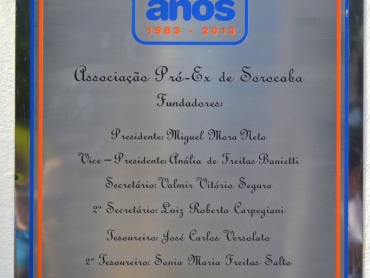 anos
1983 - 2013
Associação Pró-Ex de Sorocaba
Fundadores:
Presidente: Miguel Mora Neto
Vice-Presidente: Anália de Freitas Banietti
Secretário: Valmir Vitório Segura
2º Secretário: Luiz Roberto Carpegiani
Tesoureiro: José Carlos Versolato
2º Tesoureiro: Sonia Maria Freitas Salto